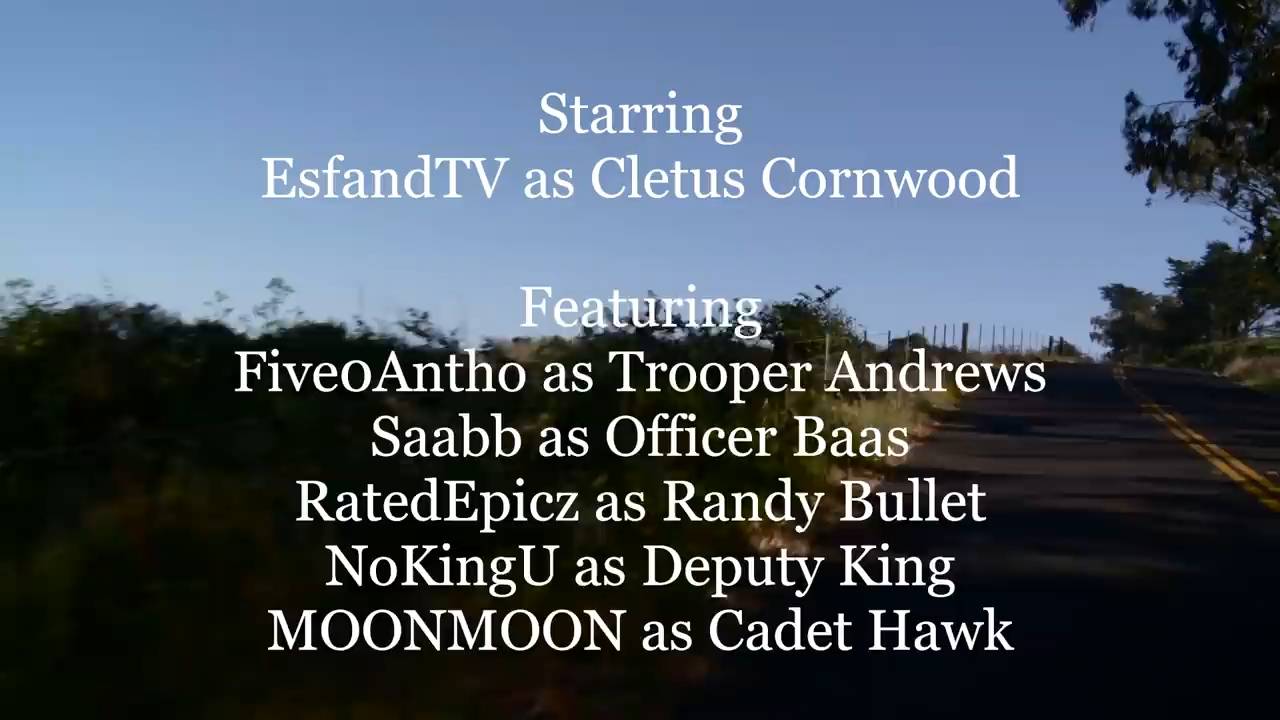 Starring
EsfandTV as Cletus Cornwood
Featuring
Five0Antho as Trooper Andrews
Saabb as Officer Baas
RatedEpicz as Randy Bullet
NoKingU as Deputy King
MOONMOON as Cadet Hawk